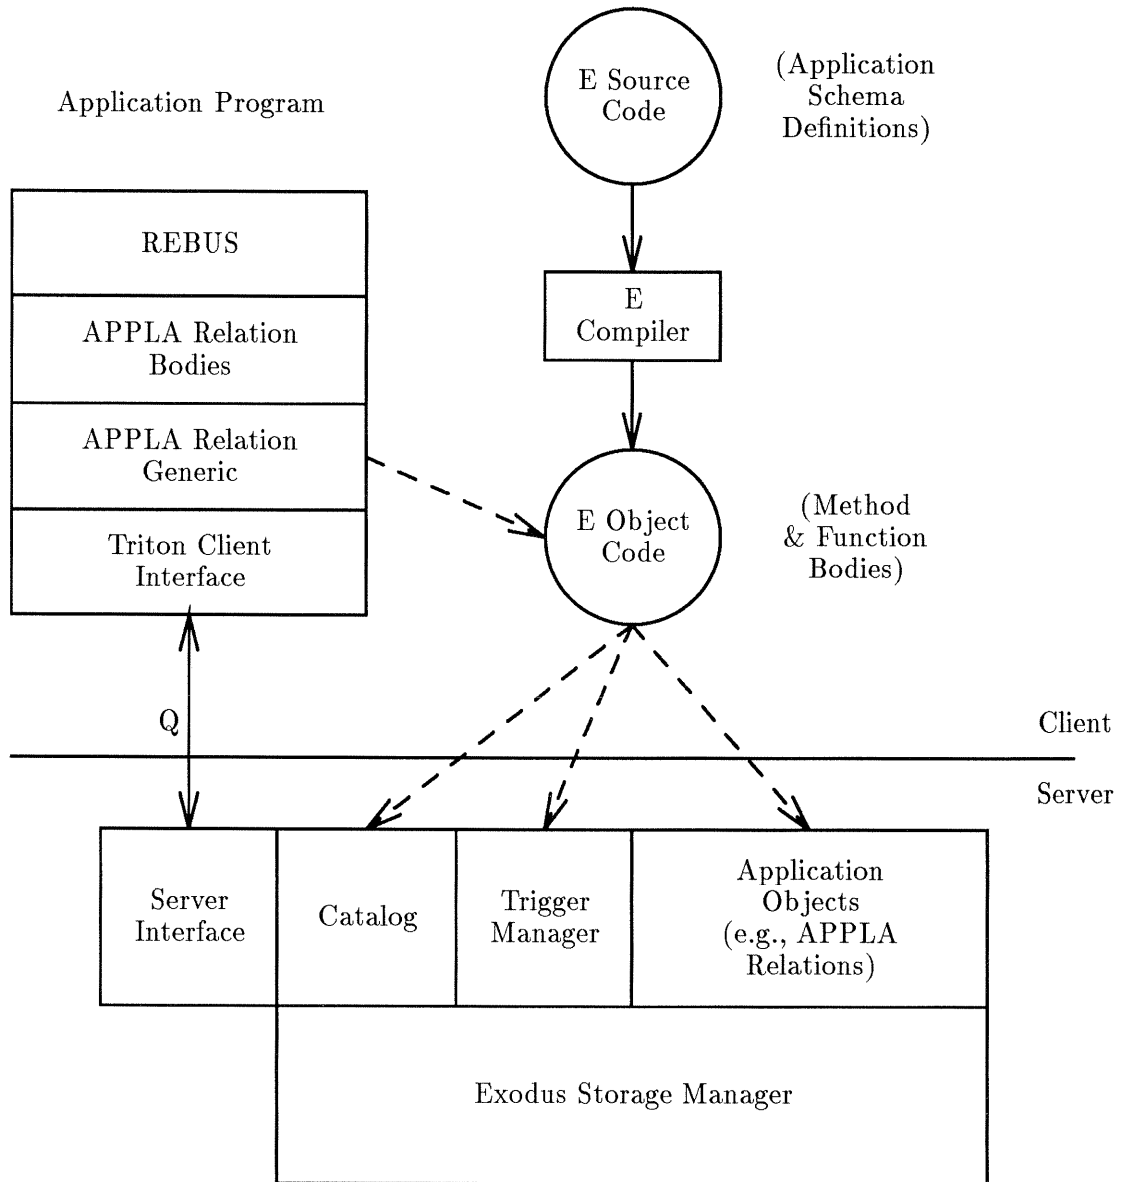 E Source
Code
(Application
Schema
Definitions)
Application Program
REBUS
APPLA Relation
Bodies
APPLA Relation
Generic
Triton Client
Interface
E
Compiler
E Object
Code
(Method
& Function
Bodies)
Q
Client
Server
Server
Interface
Catalog
Trigger
Manager
Application
Objects
(e.g., APPLA
Relations)
Exodus Storage Manager